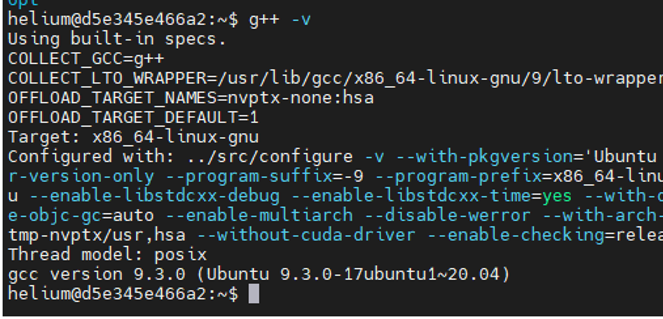 opt
helium@d5e345e466a2:~$ g++ -v
Using built-in specs.
COLLECT_GCC=g++
COLLECT_LTO_WRAPPER=/usr/lib/gcc/x86_64-linux-gnu/9/lto-wrapper
OFFLOAD_TARGET_NAMES=nvptx-none:hsa
OFFLOAD_TARGET_DEFAULT=1
Target: x86_64-linux-gnu
Configured with: ../src/configure -v --with-pkgversion='Ubuntu
r-version-only --program-suffix=-9 --program-prefix=x86_64-linu
u --enable-libstdcxx-debug --enable-libstdcxx-time=yes --with-d
e-objc-gc=auto --enable-multiarch --disable-werror --with-arch-
tmp-nvptx/usr,hsa --without-cuda-driver --enable-checking=relea
Thread model: posix
gcc version 9.3.0 (Ubuntu 9.3.0-17ubuntu1~20.04)
helium@d5e345e466a2:~$